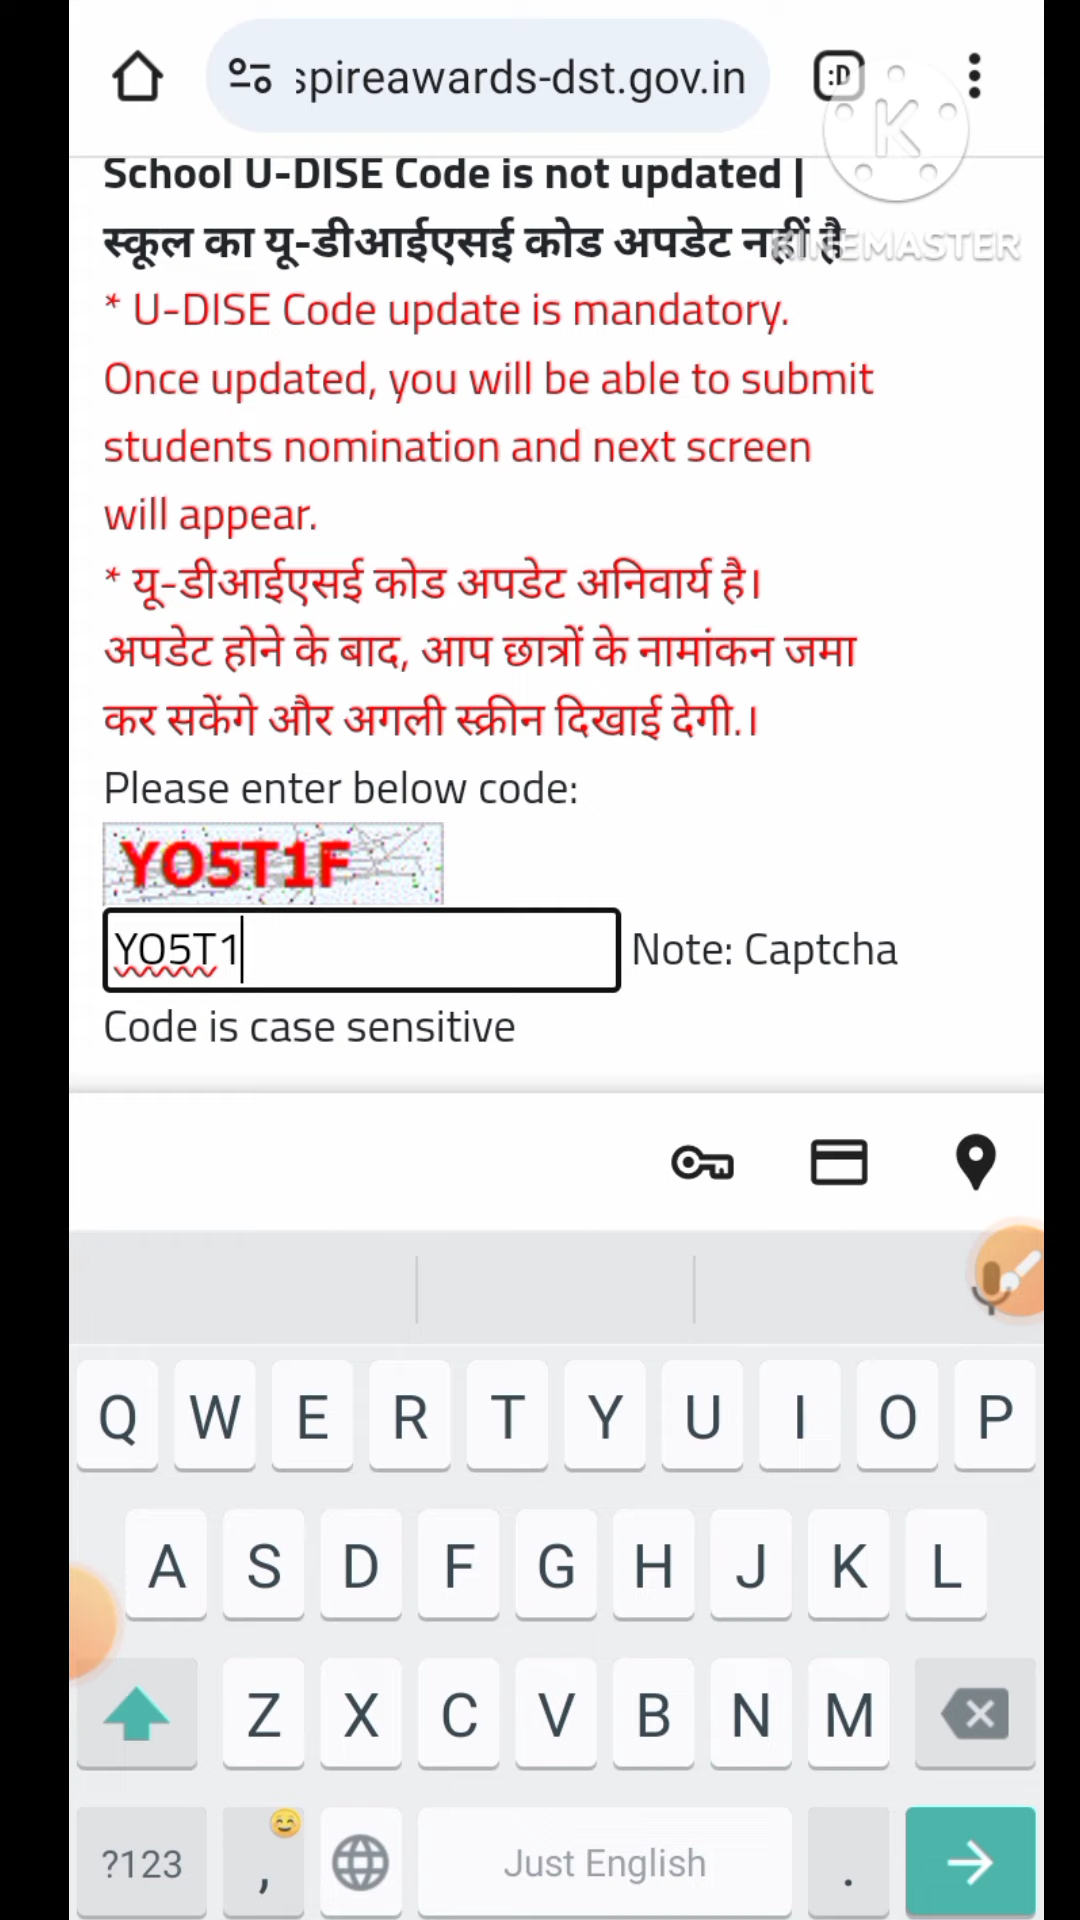 spireawards-dst.gov.in
:D
K
KINEMASTER
School U-DISE Code is not updated |
स्कूल का यू-डीआईएसई कोड अपडेट नहीं है
* U-DISE Code update is mandatory.
Once updated, you will be able to submit
students nomination and next screen
will appear.
* यू-डीआईएसई कोड अपडेट अनिवार्य है।
अपडेट होने के बाद, आप छात्रों के नामांकन जमा
कर सकेंगे और अगली स्क्रीन दिखाई देगी.।
Please enter below code:
YO5T1F
YO5T1 Note: Captcha
Code is case sensitive
Q W E R T Y U I O P
A S D F G H J K L
Z X C V B N M
?123 , Just English .